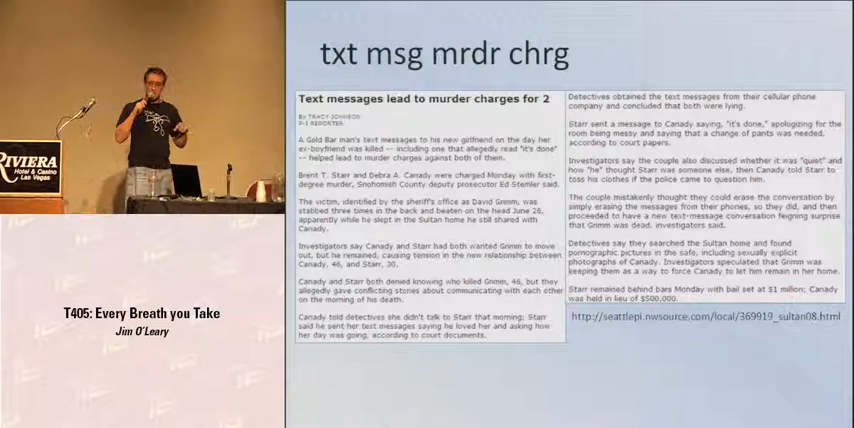 RIVIERA
Hotel & Casino
Las Vegas
T405: Every Breath you Take
Jim O'Leary
txt msg mrdr chrg
Text messages lead to murder charges for 2
By TRACY JOHNSON
P-I REPORTER
A Gold Bar man's text messages to his new girlfriend on the day her
ex-boyfriend was killed -- including one that allegedly read "it's done"
-- helped lead to murder charges against both of them.
Brent T. Starr and Debra A. Canady were charged Monday with first-
degree murder, Snohomish County deputy prosecutor Ed Stemler said.
The victim, identified by the sheriff's office as David Grimm, was
stabbed three times in the back and beaten on the head June 26,
apparently while he slept in the Sultan home he still shared with
Canady.
Investigators say Canady and Starr had both wanted Grimm to move
out, but he remained, causing tension in the new relationship between
Canady, 46, and Starr, 30.
Canady and Starr both denied knowing who killed Grimm, 46, but they
allegedly gave conflicting stories about communicating with each other
on the morning of his death.
Canady told detectives she didn't talk to Starr that morning; Starr
said he sent her text messages saying he loved her and asking how
her day was going, according to court documents.
Detectives obtained the text messages from their cellular phone
company and concluded that both were lying.
Starr sent a message to Canady saying, "it's done," apologizing for the
room being messy and saying that a change of pants was needed,
according to court papers.
Investigators say the couple also discussed whether it was "quiet" and
how "he" thought Starr was someone else, then Canady told Starr to
toss his clothes if the police came to question him.
The couple mistakenly thought they could erase the conversation by
simply erasing the messages from their phones, so they did, and then
proceeded to have a new text-message conversation feigning surprise
that Grimm was dead, investigators said.
Detectives say they searched the Sultan home and found
pornographic pictures in the safe, including sexually explicit
photographs of Canady. Investigators speculated that Grimm was
keeping them as a way to force Canady to let him remain in her home.
Starr remained behind bars Monday with bail set at $1 million; Canady
was held in lieu of $500,000.
http://seattlepi.nwsource.com/local/369919_sultan08.html